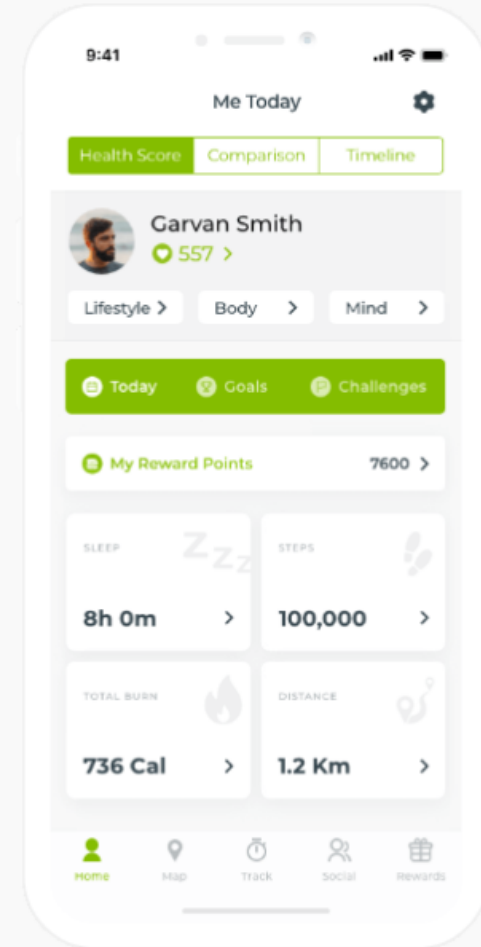 9:41
Me Today
Health Score Comparison Timeline
Garvan Smith
557 >
Lifestyle > Body > Mind >
Today Goals Challenges
My Reward Points 7600 >
SLEEP ZZZZ STEPS
8h 0m > 100,000 >
TOTAL BURN DISTANCE
736 Cal > 1.2 Km >
Home Map Track Social Rewards